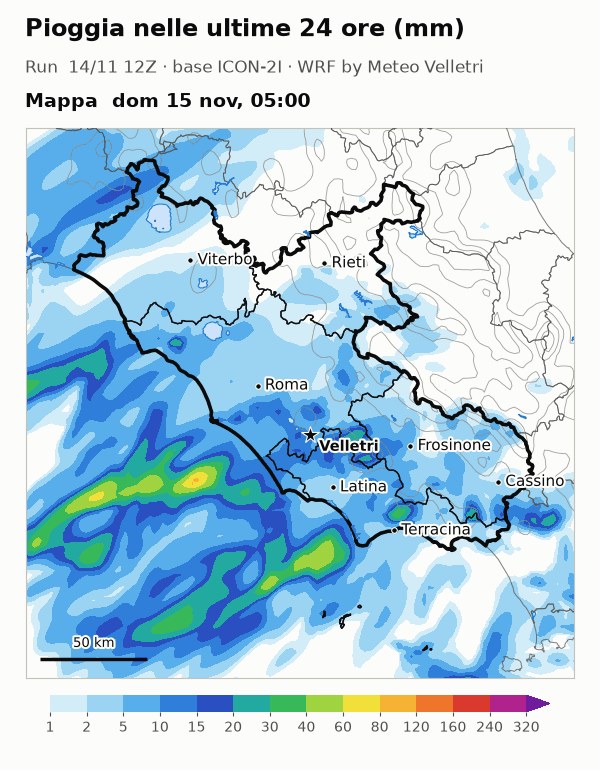 Pioggia nelle ultime 24 ore (mm)
Run  14/11 12Z · base ICON-2I · WRF by Meteo Velletri
Mappa  dom 15 nov, 05:00
Viterbo
Rieti
Roma
Velletri
Frosinone
Latina
Cassino
Terracina
50 km
1 2 5 10 15 20 30 40 60 80 120 160 240 320